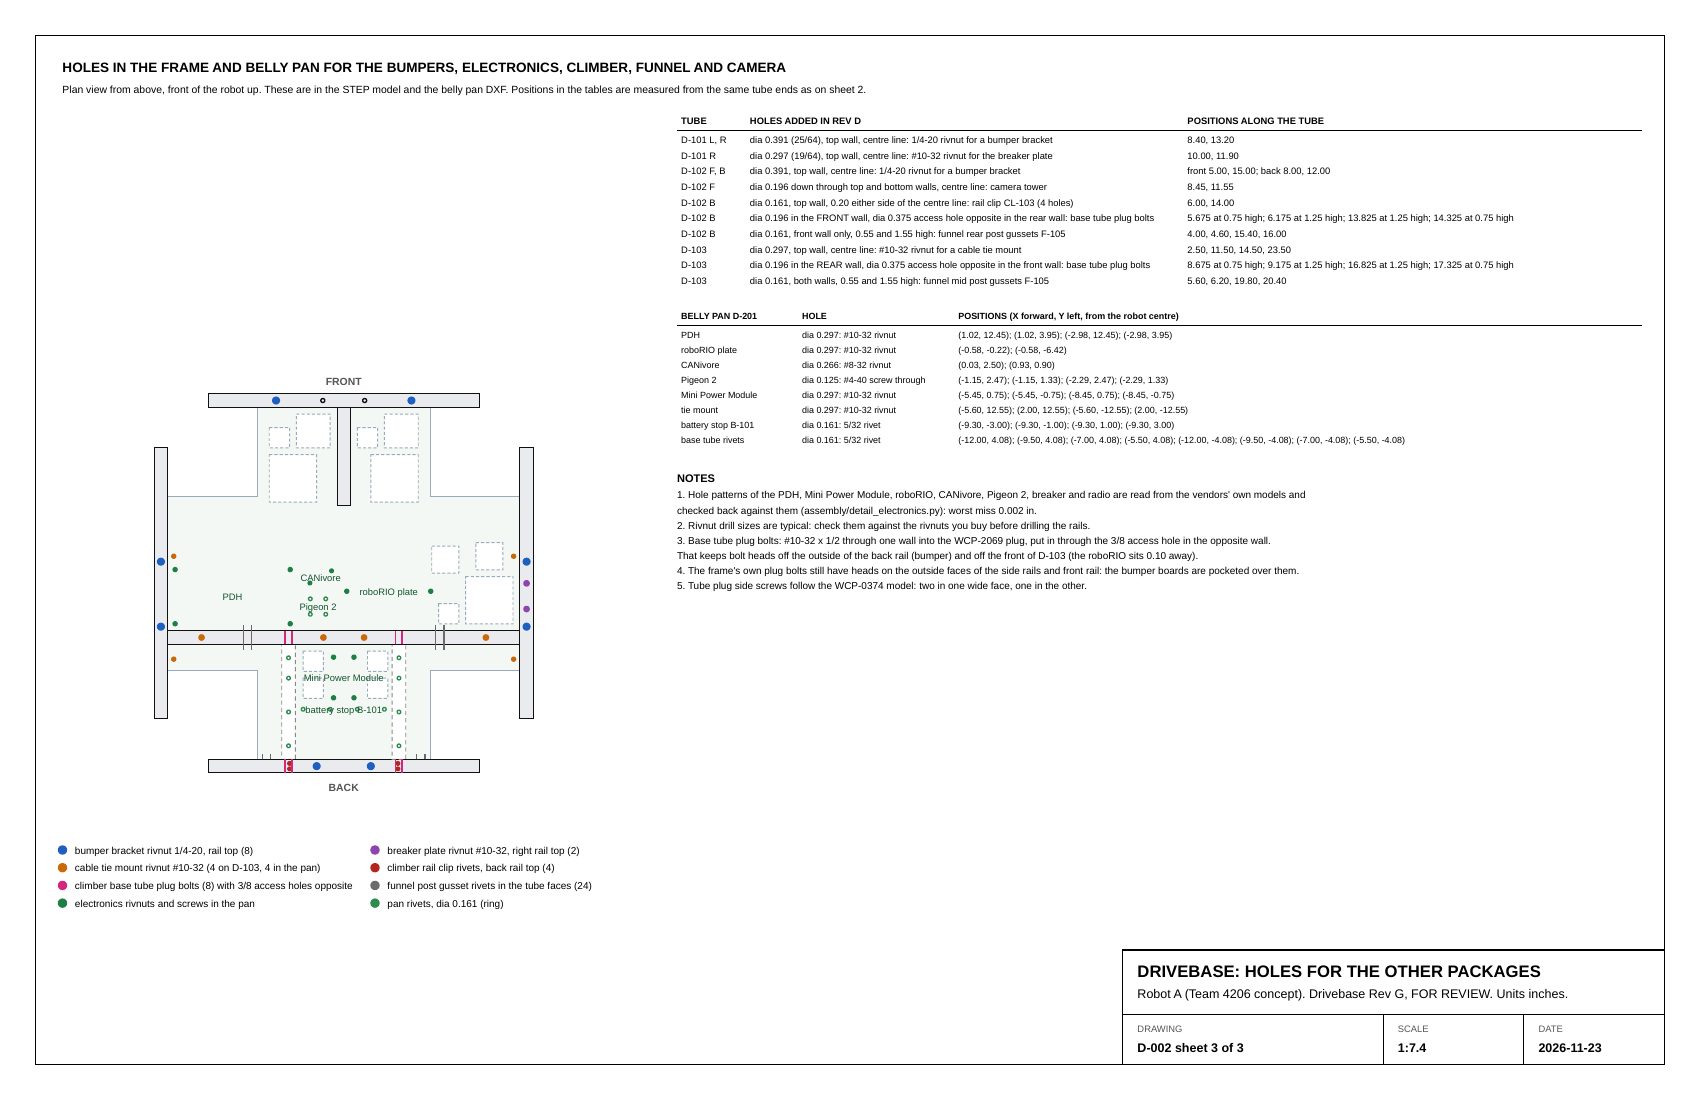 HOLES IN THE FRAME AND BELLY PAN FOR THE BUMPERS, ELECTRONICS, CLIMBER, FUNNEL AND CAMERA
Plan view from above, front of the robot up. These are in the STEP model and the belly pan DXF. Positions in the tables are measured from the same tube ends as on sheet 2.
TUBE HOLES ADDED IN REV D POSITIONS ALONG THE TUBE
D-101 L, R dia 0.391 (25/64), top wall, centre line: 1/4-20 rivnut for a bumper bracket 8.40, 13.20
D-101 R dia 0.297 (19/64), top wall, centre line: #10-32 rivnut for the breaker plate 10.00, 11.90
D-102 F, B dia 0.391, top wall, centre line: 1/4-20 rivnut for a bumper bracket front 5.00, 15.00; back 8.00, 12.00
D-102 F dia 0.196 down through top and bottom walls, centre line: camera tower 8.45, 11.55
D-102 B dia 0.161, top wall, 0.20 either side of the centre line: rail clip CL-103 (4 holes) 6.00, 14.00
D-102 B dia 0.196 in the FRONT wall, dia 0.375 access hole opposite in the rear wall: base tube plug bolts 5.675 at 0.75 high; 6.175 at 1.25 high; 13.825 at 1.25 high; 14.325 at 0.75 high
D-102 B dia 0.161, front wall only, 0.55 and 1.55 high: funnel rear post gussets F-105 4.00, 4.60, 15.40, 16.00
D-103 dia 0.297, top wall, centre line: #10-32 rivnut for a cable tie mount 2.50, 11.50, 14.50, 23.50
D-103 dia 0.196 in the REAR wall, dia 0.375 access hole opposite in the front wall: base tube plug bolts 8.675 at 0.75 high; 9.175 at 1.25 high; 16.825 at 1.25 high; 17.325 at 0.75 high
D-103 dia 0.161, both walls, 0.55 and 1.55 high: funnel mid post gussets F-105 5.60, 6.20, 19.80, 20.40
BELLY PAN D-201 HOLE POSITIONS (X forward, Y left, from the robot centre)
PDH dia 0.297: #10-32 rivnut (1.02, 12.45); (1.02, 3.95); (-2.98, 12.45); (-2.98, 3.95)
roboRIO plate dia 0.297: #10-32 rivnut (-0.58, -0.22); (-0.58, -6.42)
CANivore dia 0.266: #8-32 rivnut (0.03, 2.50); (0.93, 0.90)
Pigeon 2 dia 0.125: #4-40 screw through (-1.15, 2.47); (-1.15, 1.33); (-2.29, 2.47); (-2.29, 1.33)
Mini Power Module dia 0.297: #10-32 rivnut (-5.45, 0.75); (-5.45, -0.75); (-8.45, 0.75); (-8.45, -0.75)
tie mount dia 0.297: #10-32 rivnut (-5.60, 12.55); (2.00, 12.55); (-5.60, -12.55); (2.00, -12.55)
battery stop B-101 dia 0.161: 5/32 rivet (-9.30, -3.00); (-9.30, -1.00); (-9.30, 1.00); (-9.30, 3.00)
base tube rivets dia 0.161: 5/32 rivet (-12.00, 4.08); (-9.50, 4.08); (-7.00, 4.08); (-5.50, 4.08); (-12.00, -4.08); (-9.50, -4.08); (-7.00, -4.08); (-5.50, -4.08)
NOTES
1. Hole patterns of the PDH, Mini Power Module, roboRIO, CANivore, Pigeon 2, breaker and radio are read from the vendors' own models and
checked back against them (assembly/detail_electronics.py): worst miss 0.002 in.
2. Rivnut drill sizes are typical: check them against the rivnuts you buy before drilling the rails.
3. Base tube plug bolts: #10-32 x 1/2 through one wall into the WCP-2069 plug, put in through the 3/8 access hole in the opposite wall.
That keeps bolt heads off the outside of the back rail (bumper) and off the front of D-103 (the roboRIO sits 0.10 away).
4. The frame's own plug bolts still have heads on the outside faces of the side rails and front rail: the bumper boards are pocketed over them.
5. Tube plug side screws follow the WCP-0374 model: two in one wide face, one in the other.
FRONT
CANivore
PDH
roboRIO plate
Pigeon 2
Mini Power Module
battery stop B-101
BACK
bumper bracket rivnut 1/4-20, rail top (8)
cable tie mount rivnut #10-32 (4 on D-103, 4 in the pan)
climber base tube plug bolts (8) with 3/8 access holes opposite
electronics rivnuts and screws in the pan
breaker plate rivnut #10-32, right rail top (2)
climber rail clip rivets, back rail top (4)
funnel post gusset rivets in the tube faces (24)
pan rivets, dia 0.161 (ring)
DRIVEBASE: HOLES FOR THE OTHER PACKAGES
Robot A (Team 4206 concept). Drivebase Rev G, FOR REVIEW. Units inches.
DRAWING SCALE DATE
D-002 sheet 3 of 3 1:7.4 2026-11-23